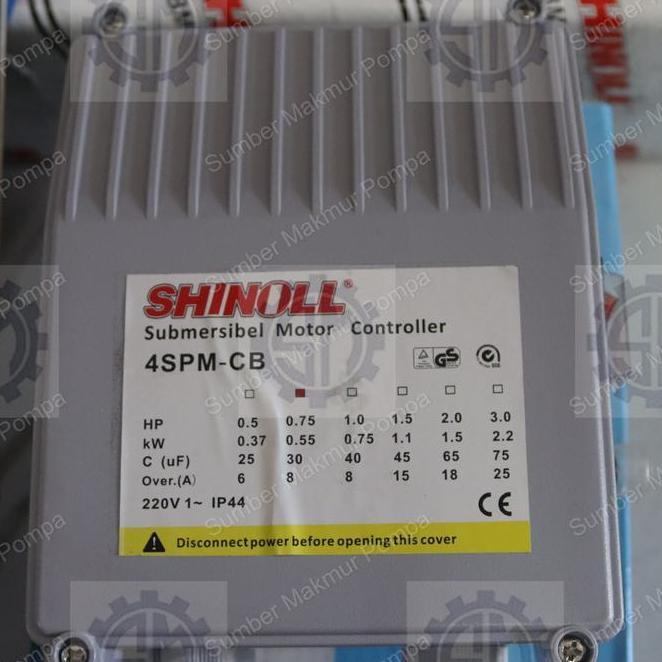 SHINOLL®
Submersibel Motor Controller
4SPM-CB
HP 0.5 0.75 1.0 1.5 2.0 3.0
kW 0.37 0.55 0.75 1.1 1.5 2.2
C (uF) 25 30 40 45 65 75
Over.(A) 6 8 8 15 18 25
220V 1~ IP44
CE
Disconnect power before opening this cover
Sumber Makmur Pompa